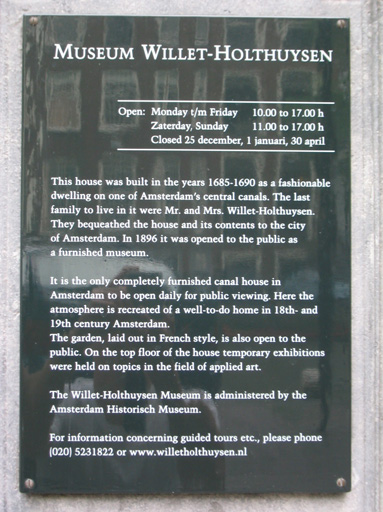 MUSEUM WILLET-HOLTHUYSEN
Open: Monday t/m Friday 10.00 to 17.00 h
Zaterday, Sunday 11.00 to 17.00 h
Closed 25 december, 1 januari, 30 april
This house was built in the years 1685-1690 as a fashionable
dwelling on one of Amsterdam's central canals. The last
family to live in it were Mr. and Mrs. Willet-Holthuysen.
They bequeathed the house and its contents to the city
of Amsterdam. In 1896 it was opened to the public as
a furnished museum.
It is the only completely furnished canal house in
Amsterdam to be open daily for public viewing. Here the
atmosphere is recreated of a well-to-do home in 18th- and
19th century Amsterdam.
The garden, laid out in French style, is also open to the
public. On the top floor of the house temporary exhibitions
were held on topics in the field of applied art.
The Willet-Holthuysen Museum is administered by the
Amsterdam Historisch Museum.
For information concerning guided tours etc., please phone
(020) 5231822 or www.willetholthuysen.nl